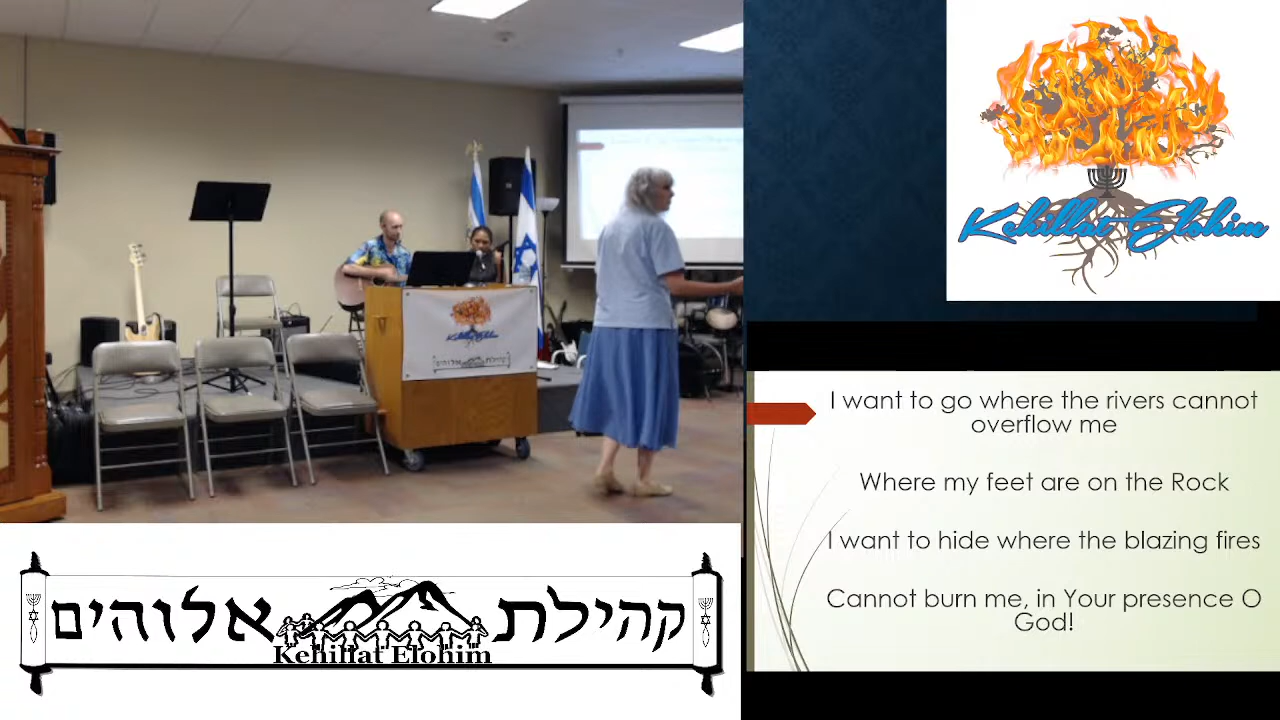 Kehillat Elohim
I want to go where the rivers cannot
overflow me
Where my feet are on the Rock
I want to hide where the blazing fires
Cannot burn me, in Your presence O
God!
קהילת אלוהים
Kehillat Elohim